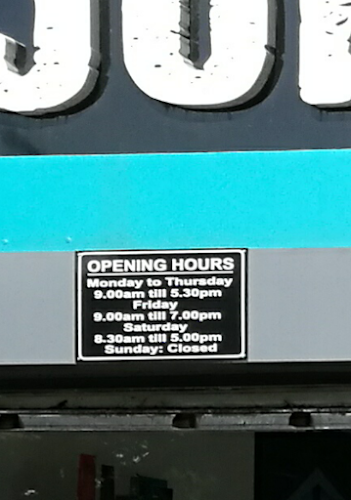 OPENING HOURS
Monday to Thursday
9.00am till 5.30pm
Friday
9.00am till 7.00pm
Saturday
8.30am till 5.00pm
Sunday: Closed